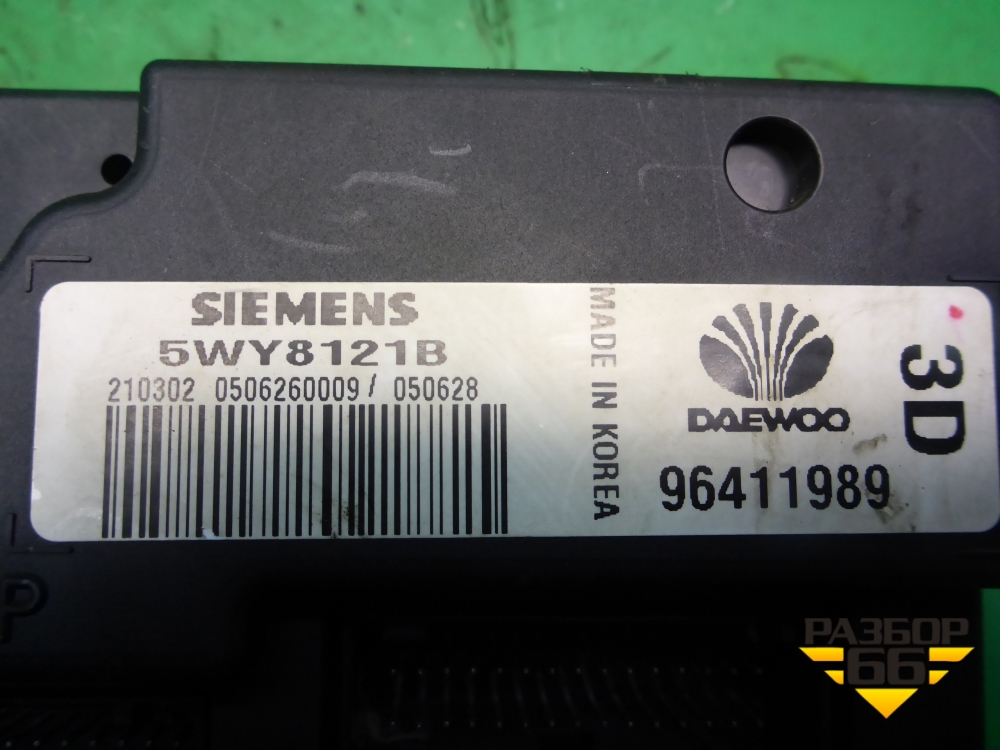 SIEMENS
5WY8121B
210302 0506260009/ 050628
MADE IN KOREA
DAEWOO
96411989
3D
P
РАЗБОР
66